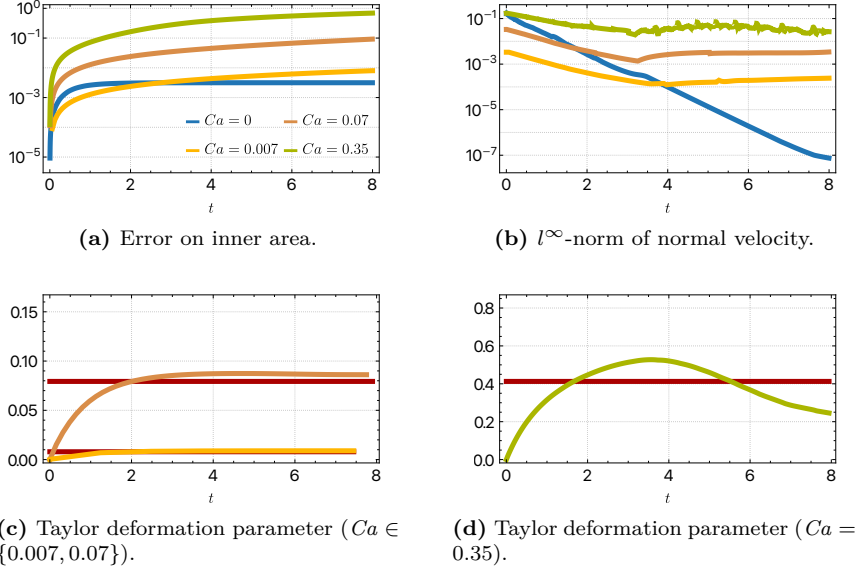 10⁰
10⁻¹
10⁻³
10⁻⁵
Ca = 0
Ca = 0.07
Ca = 0.007
Ca = 0.35
0 2 4 6 8
t
(a) Error on inner area.
10⁻¹
10⁻³
10⁻⁵
10⁻⁷
0 2 4 6 8
t
(b) l∞-norm of normal velocity.
0.15
0.10
0.05
0.00
0 2 4 6 8
t
(c) Taylor deformation parameter (Ca ∈
{0.007, 0.07}).
0.8
0.6
0.4
0.2
0.0
0 2 4 6 8
t
(d) Taylor deformation parameter (Ca =
0.35).